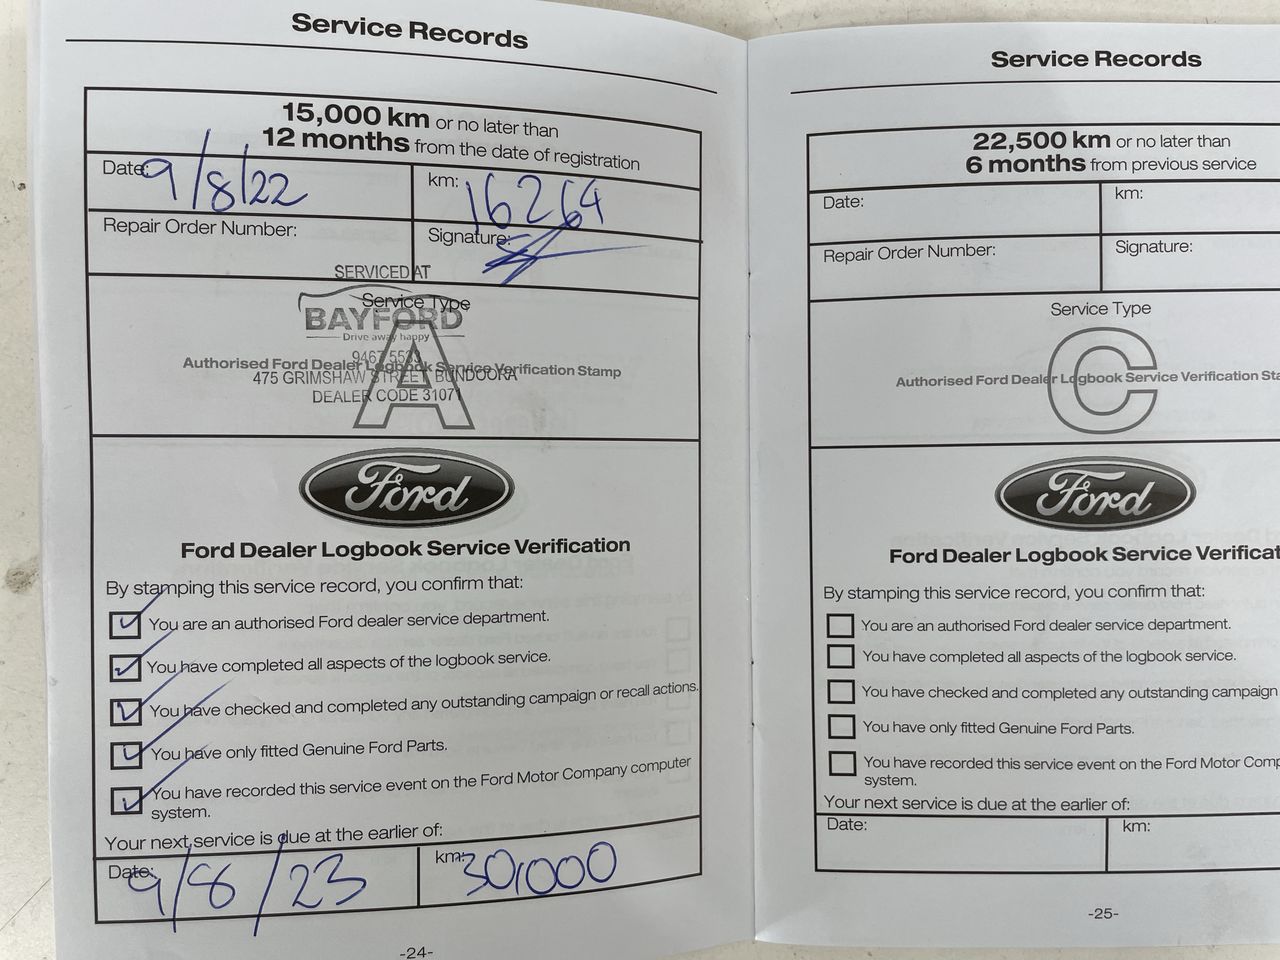 Service Records
15,000 km or no later than
12 months from the date of registration
Date: 9/8/22
km: 16264
Repair Order Number:
Signature:
SERVICED AT
Service Type
BAYFORD
Drive away happy
9467 5533
Authorised Ford Dealer Logbook Service Verification Stamp
475 GRIMSHAW STREET BUNDOORA
DEALER CODE 31071
A
Ford
Ford Dealer Logbook Service Verification
By stamping this service record, you confirm that:
You are an authorised Ford dealer service department.
You have completed all aspects of the logbook service.
You have checked and completed any outstanding campaign or recall actions.
You have only fitted Genuine Ford Parts.
You have recorded this service event on the Ford Motor Company computer
system.
Your next service is due at the earlier of:
Date: 9/8/23
km: 30,000
-24-
Service Records
22,500 km or no later than
6 months from previous service
Date:
km:
Repair Order Number:
Signature:
Service Type
Authorised Ford Dealer Logbook Service Verification Sta
C
Ford
Ford Dealer Logbook Service Verificat
By stamping this service record, you confirm that:
You are an authorised Ford dealer service department.
You have completed all aspects of the logbook service.
You have checked and completed any outstanding campaign
You have only fitted Genuine Ford Parts.
You have recorded this service event on the Ford Motor Comp
system.
Your next service is due at the earlier of:
Date:
km:
-25-